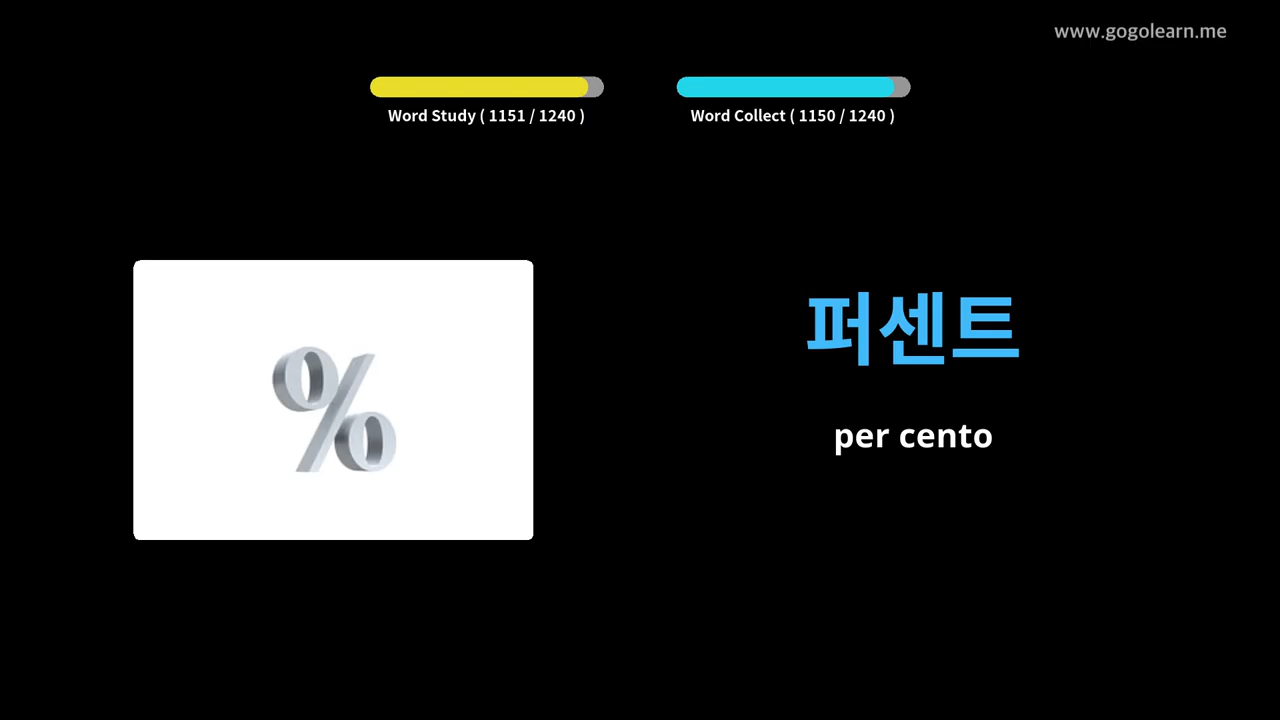 www.gogolearn.me
Word Study ( 1151 / 1240 )
Word Collect ( 1150 / 1240 )
%
퍼센트
per cento